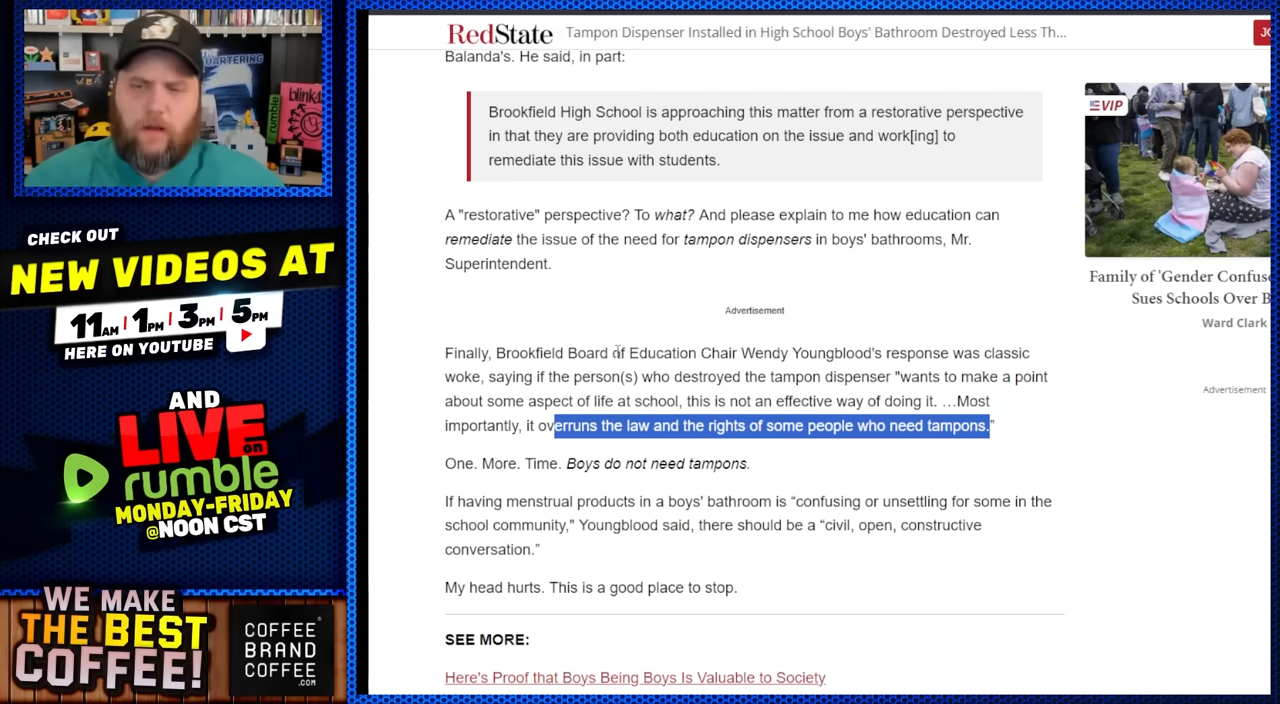 THE
QUARTERING
rumble
blink
CHECK OUT
NEW VIDEOS AT
11AM | 1PM | 3PM | 5PM
HERE ON YOUTUBE
AND
LIVE on
rumble
MONDAY-FRIDAY
@NOON CST
WE MAKE
THE BEST
COFFEE!
COFFEE
BRAND
COFFEE
.COM
RedState Tampon Dispenser Installed in High School Boys' Bathroom Destroyed Less Th...
JO
Balanda's. He said, in part:
Brookfield High School is approaching this matter from a restorative perspective
in that they are providing both education on the issue and work[ing] to
remediate this issue with students.
A "restorative" perspective? To what? And please explain to me how education can
remediate the issue of the need for tampon dispensers in boys' bathrooms, Mr.
Superintendent.
Advertisement
Finally, Brookfield Board of Education Chair Wendy Youngblood's response was classic
woke, saying if the person(s) who destroyed the tampon dispenser "wants to make a point
about some aspect of life at school, this is not an effective way of doing it. …Most
importantly, it overruns the law and the rights of some people who need tampons.”
One. More. Time. Boys do not need tampons.
If having menstrual products in a boys' bathroom is “confusing or unsettling for some in the
school community," Youngblood said, there should be a “civil, open, constructive
conversation.”
My head hurts. This is a good place to stop.
SEE MORE:
Here's Proof that Boys Being Boys Is Valuable to Society
VIP
Family of 'Gender Confuse
Sues Schools Over B
Ward Clark
Advertisement